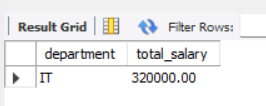 Result Grid Filter Rows:
department total_salary
IT 320000.00